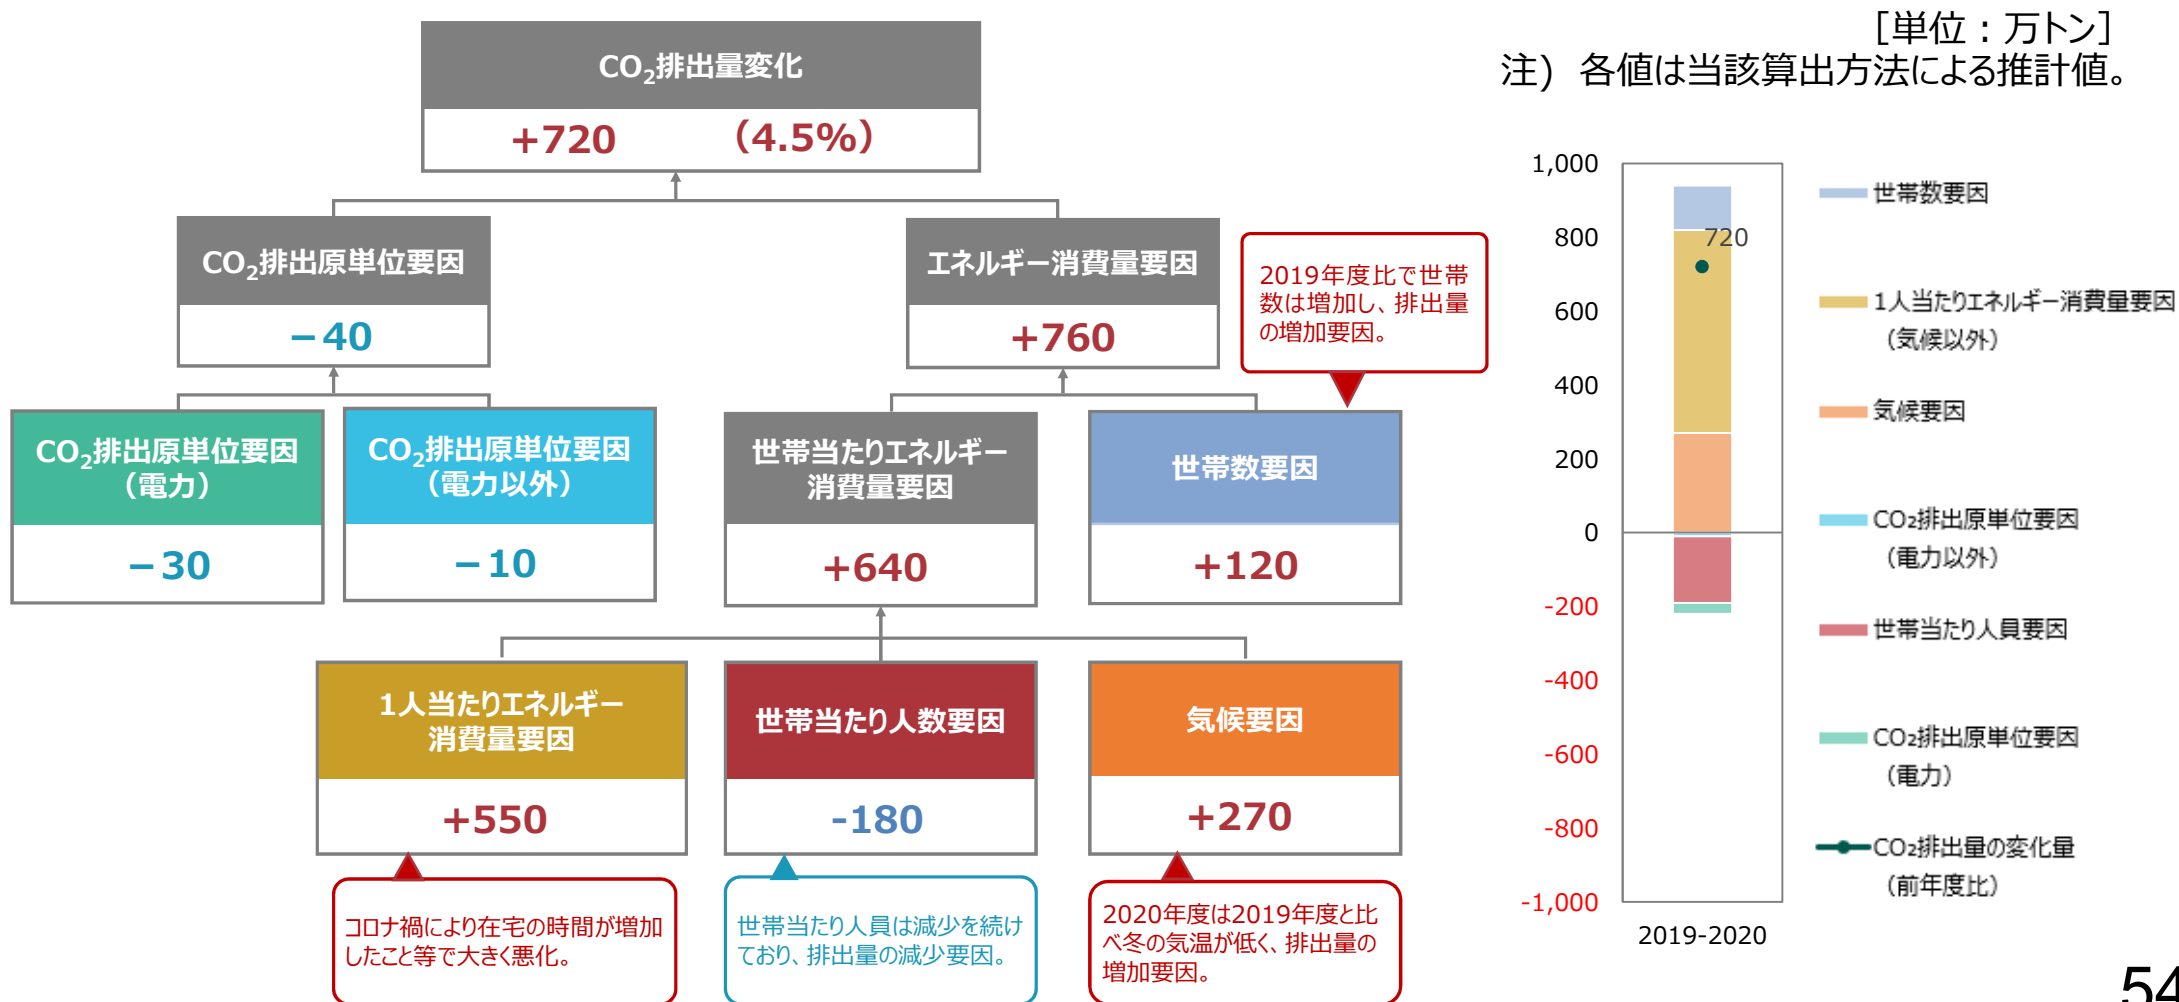 [単位：万トン]
注） 各値は当該算出方法による推計値。
CO₂排出量変化
+720 （4.5%）
CO₂排出原単位要因
－40
エネルギー消費量要因
+760
2019年度比で世帯
数は増加し、排出量
の増加要因。
CO₂排出原単位要因
（電力）
－30
CO₂排出原単位要因
（電力以外）
－10
世帯当たりエネルギー
消費量要因
+640
世帯数要因
+120
1人当たりエネルギー
消費量要因
+550
世帯当たり人数要因
-180
気候要因
+270
コロナ禍により在宅の時間が増加
したこと等で大きく悪化。
世帯当たり人員は減少を続け
ており、排出量の減少要因。
2020年度は2019年度と比
べ冬の気温が低く、排出量の
増加要因。
1,000
800
600
400
200
0
-200
-400
-600
-800
-1,000
720
2019-2020
世帯数要因
1人当たりエネルギー消費量要因
（気候以外）
気候要因
CO₂排出原単位要因
（電力以外）
世帯当たり人員要因
CO₂排出原単位要因
（電力）
CO₂排出量の変化量
（前年度比）
54